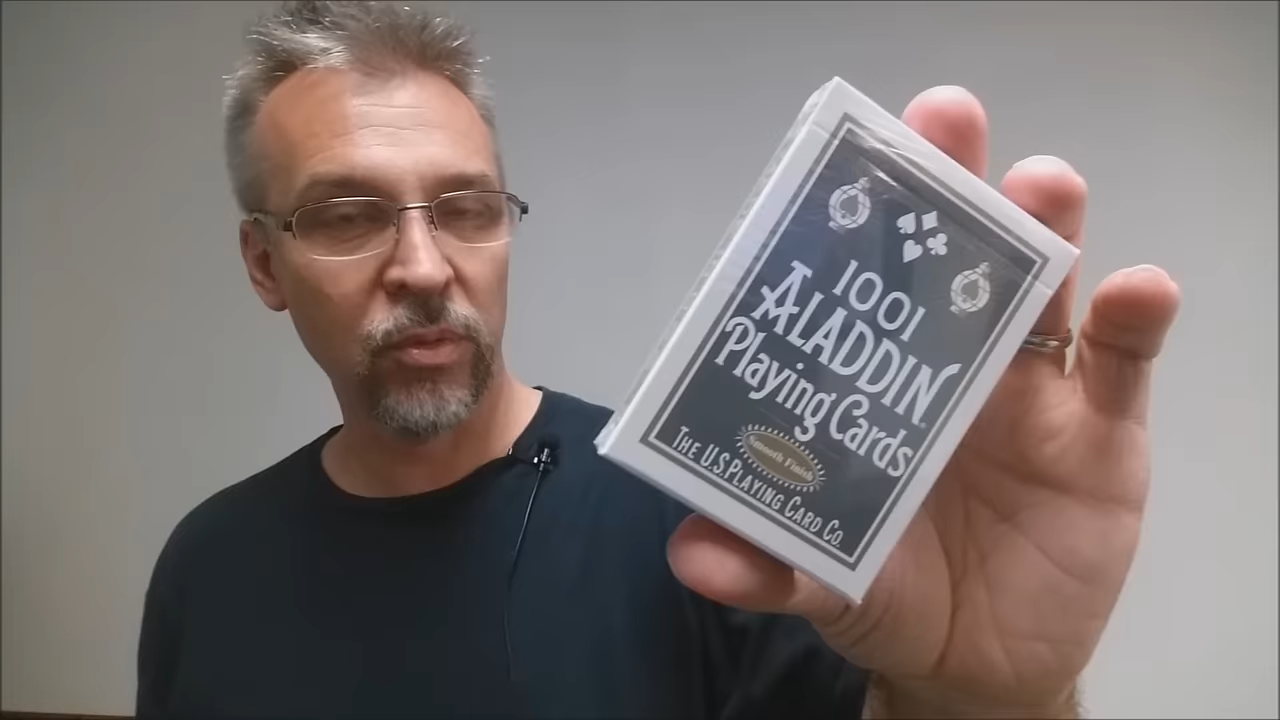 1001
ALADDIN
Playing Cards
Smooth Finish
THE U.S. PLAYING CARD CO.